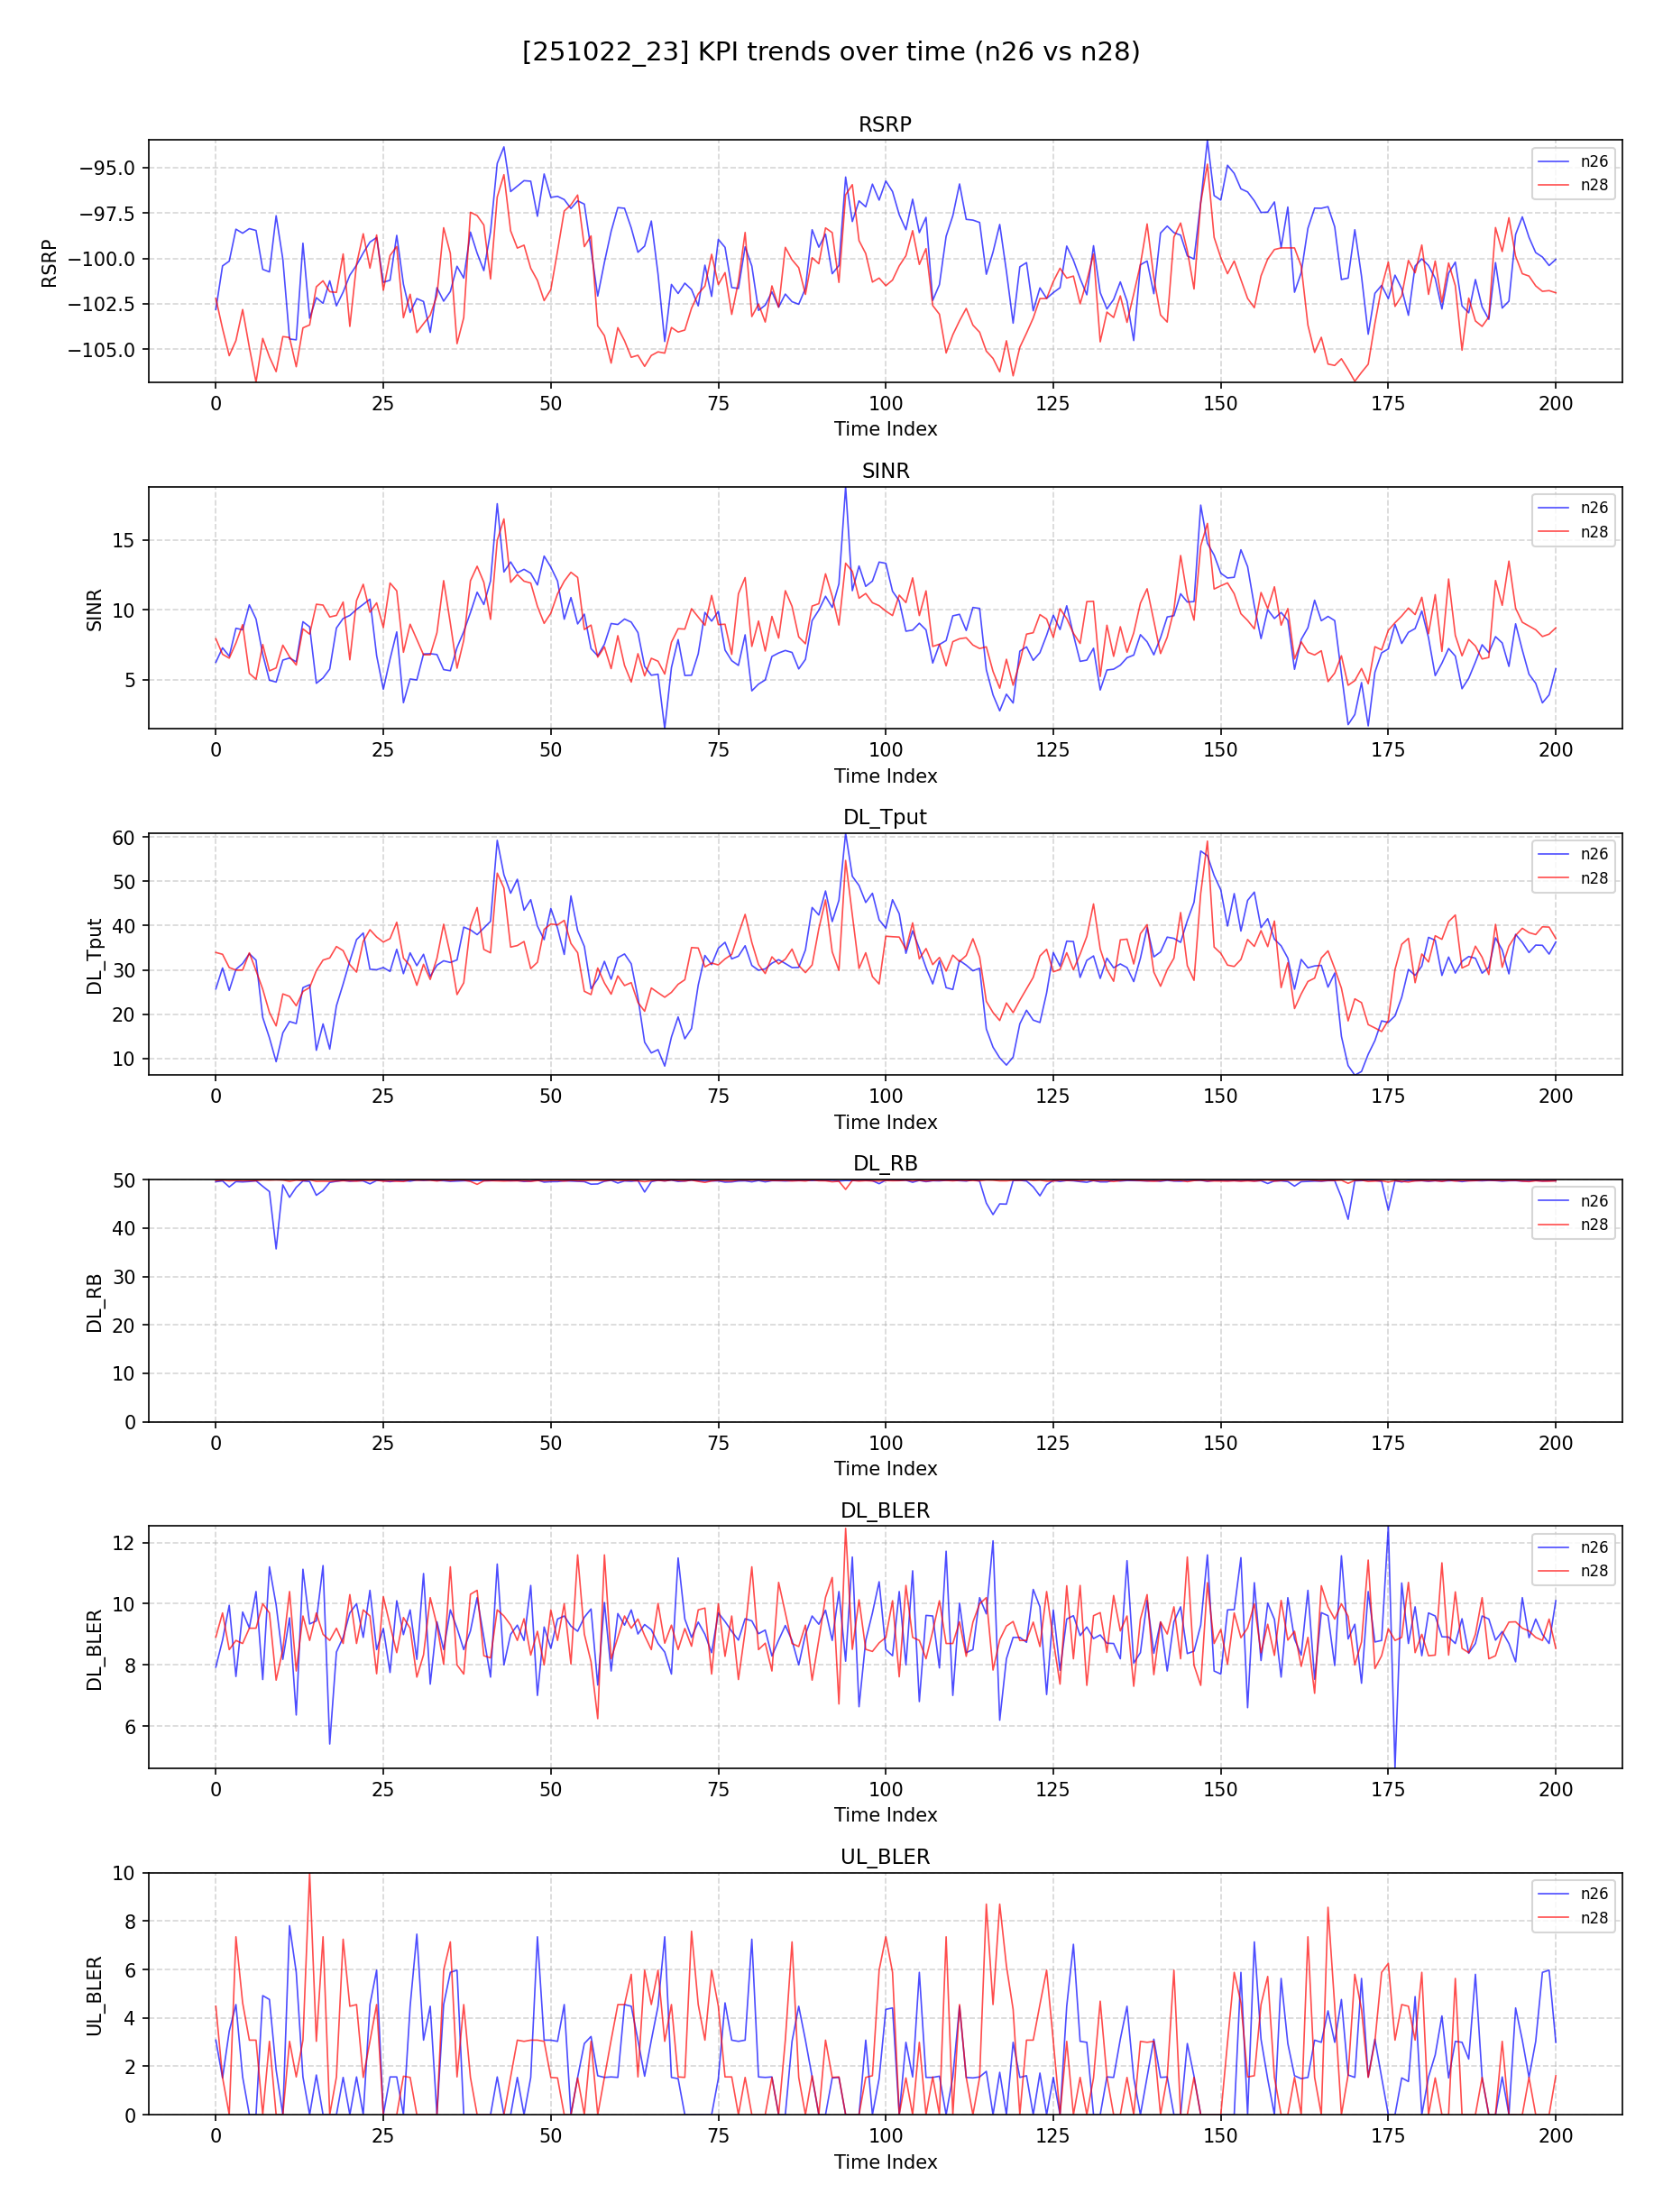 [251022_23] KPI trends over time (n26 vs n28)
RSRP
−95.0
−97.5
−100.0
−102.5
−105.0
RSRP
n26
n28
0 25 50 75 100 125 150 175 200
Time Index
SINR
15
10
5
SINR
n26
n28
0 25 50 75 100 125 150 175 200
Time Index
DL_Tput
60
50
40
30
20
10
DL_Tput
n26
n28
0 25 50 75 100 125 150 175 200
Time Index
DL_RB
50
40
30
20
10
0
DL_RB
n26
n28
0 25 50 75 100 125 150 175 200
Time Index
DL_BLER
12
10
8
6
DL_BLER
n26
n28
0 25 50 75 100 125 150 175 200
Time Index
UL_BLER
10
8
6
4
2
0
UL_BLER
n26
n28
0 25 50 75 100 125 150 175 200
Time Index